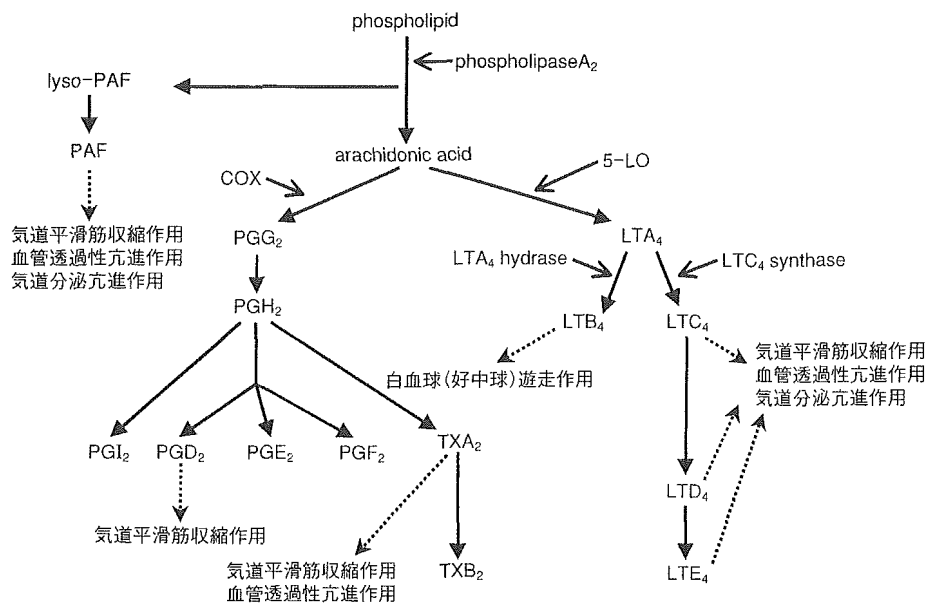 phospholipid
phospholipaseA₂
lyso-PAF
PAF
arachidonic acid
5-LO
COX
気道平滑筋収縮作用
血管透過性亢進作用
気道分泌亢進作用
PGG₂
LTA₄
LTA₄ hydrase
LTC₄ synthase
PGH₂
LTB₄
LTC₄
白血球(好中球)遊走作用
気道平滑筋収縮作用
血管透過性亢進作用
気道分泌亢進作用
PGI₂
PGD₂
PGE₂
PGF₂
TXA₂
LTD₄
気道平滑筋収縮作用
気道平滑筋収縮作用
血管透過性亢進作用
TXB₂
LTE₄